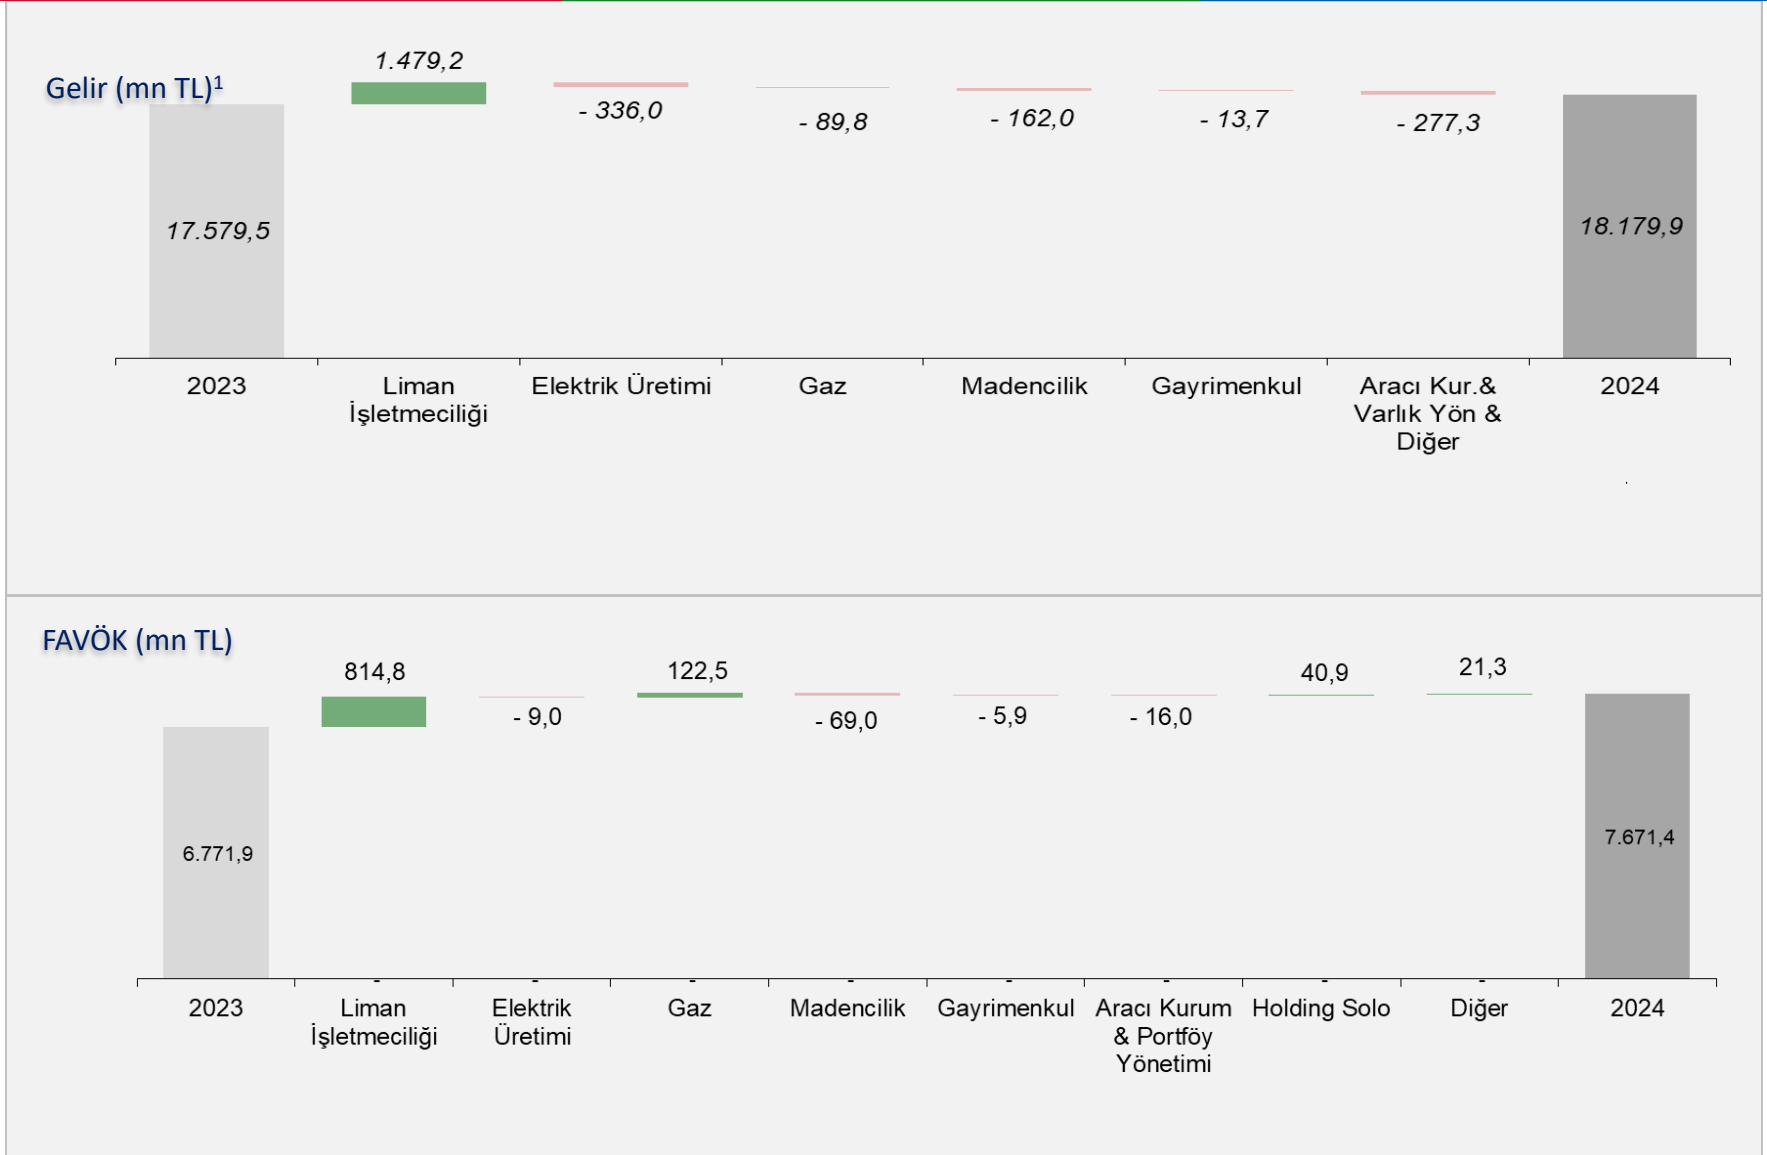 Gelir (mn TL)1
1.479,2
- 336,0
- 89,8
- 162,0
- 13,7
- 277,3
17.579,5
18.179,9
2023
Liman
İşletmeciliği
Elektrik Üretimi
Gaz
Madencilik
Gayrimenkul
Aracı Kur.&
Varlık Yön &
Diğer
2024
FAVÖK (mn TL)
814,8
- 9,0
122,5
- 69,0
- 5,9
- 16,0
40,9
21,3
6.771,9
7.671,4
- - - - - - - -
2023
Liman
İşletmeciliği
Elektrik
Üretimi
Gaz
Madencilik
Gayrimenkul
Aracı Kurum
& Portföy
Yönetimi
Holding Solo
Diğer
2024